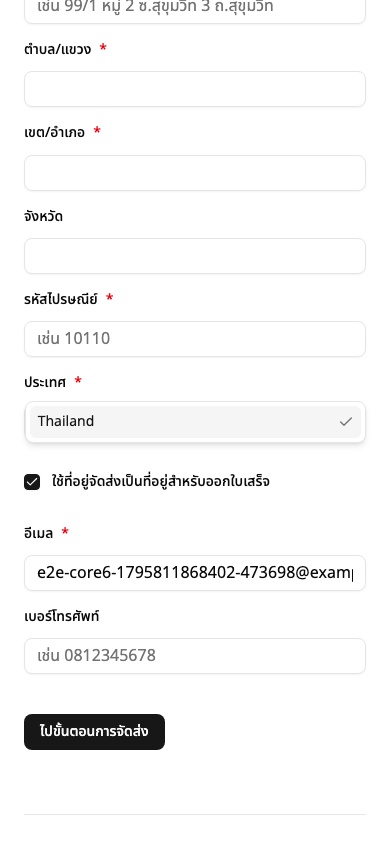 เช่น 99/1 หมู่ 2 ซ.สุขุมวิท 3 ถ.สุขุมวิท
ตำบล/แขวง *
เขต/อำเภอ *
จังหวัด
รหัสไปรษณีย์ *
เช่น 10110
ประเทศ *
Thailand
ใช้ที่อยู่จัดส่งเป็นที่อยู่สำหรับออกใบเสร็จ
อีเมล *
e2e-core6-1795811868402-473698@examp
เบอร์โทรศัพท์
เช่น 0812345678
ไปขั้นตอนการจัดส่ง